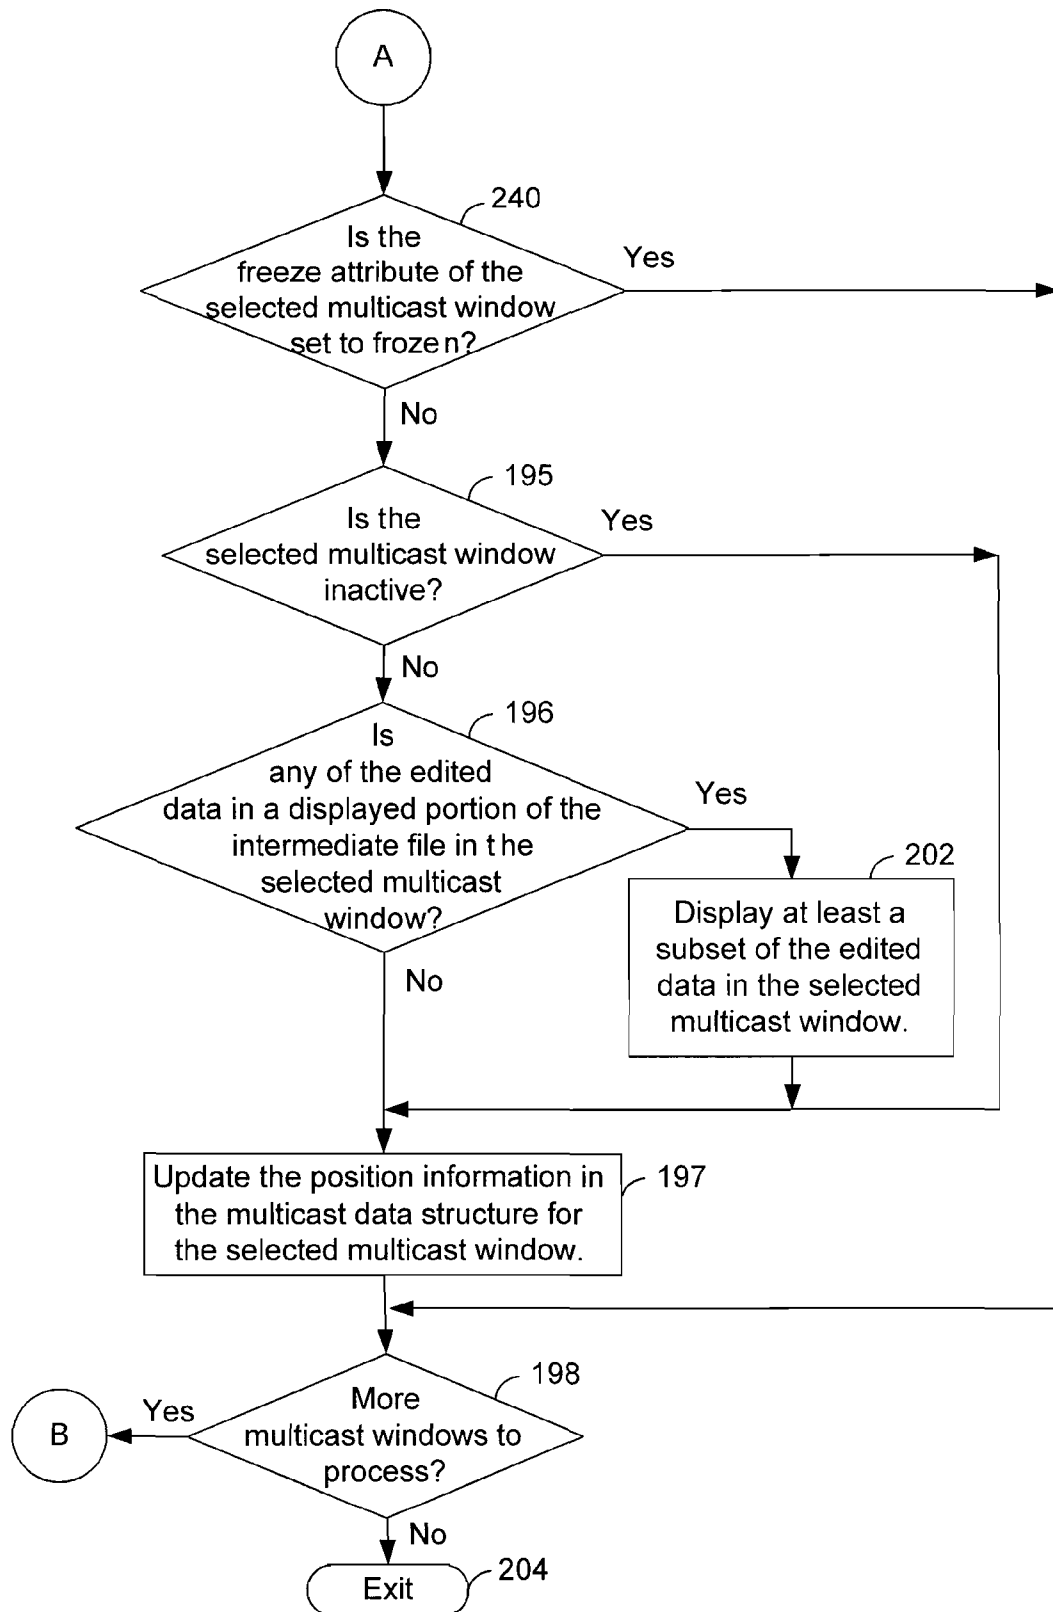 A
240
Is the
freeze attribute of the
selected multicast window
set to frozen?
Yes
No
195
Is the
selected multicast window
inactive?
Yes
No
196
Is
any of the edited
data in a displayed portion of the
intermediate file in the
selected multicast
window?
Yes
No
202
Display at least a
subset of the edited
data in the selected
multicast window.
197
Update the position information in
the multicast data structure for
the selected multicast window.
198
More
multicast windows to
process?
Yes
B
No
Exit
204